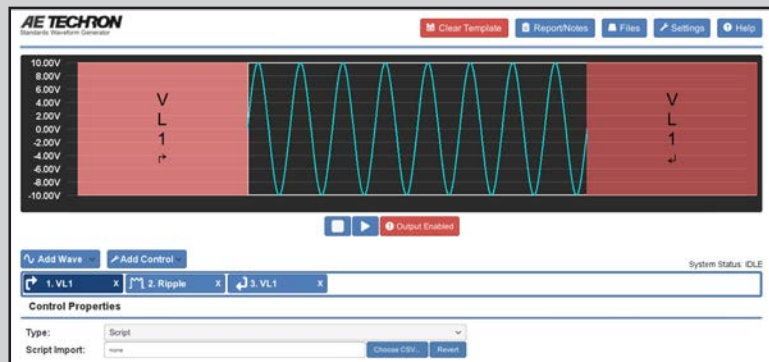 AE TECHRON
Standards Waveform Generator
Clear Template Report/Notes Files Settings Help
10.00V
8.00V
6.00V
4.00V
2.00V
0.00V
-2.00V
-4.00V
-6.00V
-8.00V
-10.00V
V
L
1
V
L
1
Output Enabled
Add Wave Add Control
System Status: IDLE
1. VL1 X 2. Ripple X 3. VL1 X
Control Properties
Type: Script
Script Import: none Choose CSV... Revert